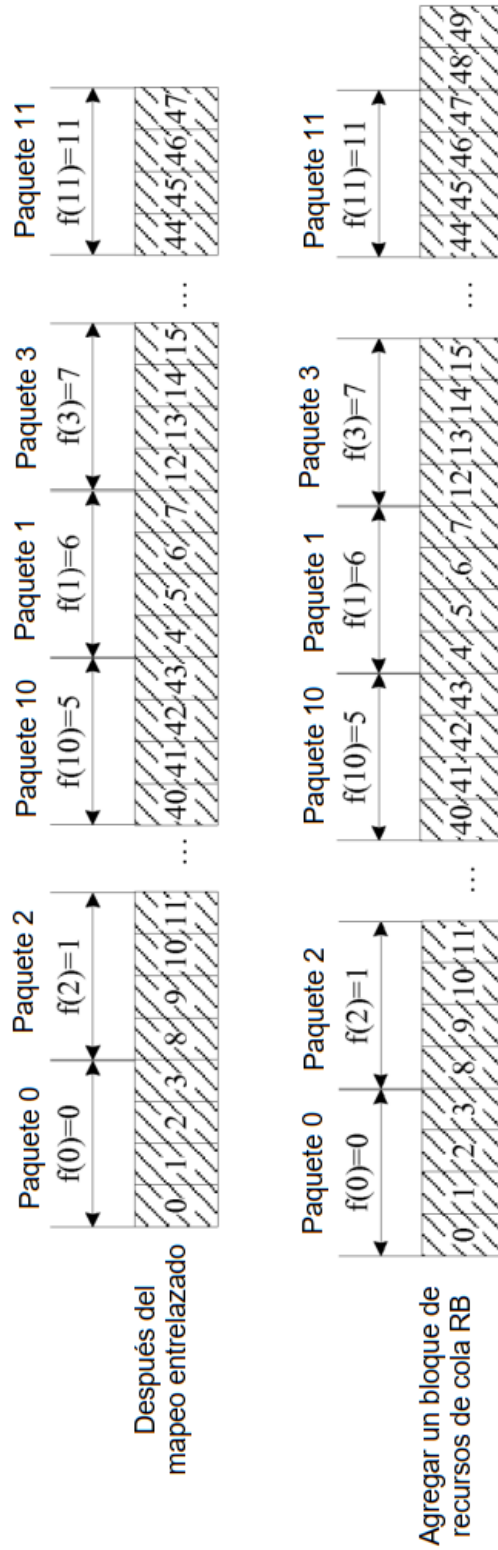 Paquete 0 Paquete 2 Paquete 10 Paquete 1 Paquete 3 Paquete 11
f(0)=0 f(2)=1 f(10)=5 f(1)=6 f(3)=7 f(11)=11
Después del
mapeo entrelazado
0 1 2 3 8 9 10 11 ... 40 41 42 43 4 5 6 7 12 13 14 15 ... 44 45 46 47
Paquete 0 Paquete 2 Paquete 10 Paquete 1 Paquete 3 Paquete 11
f(0)=0 f(2)=1 f(10)=5 f(1)=6 f(3)=7 f(11)=11
Agregar un bloque de
recursos de cola RB
0 1 2 3 8 9 10 11 ... 40 41 42 43 4 5 6 7 12 13 14 15 ... 44 45 46 47 48 49